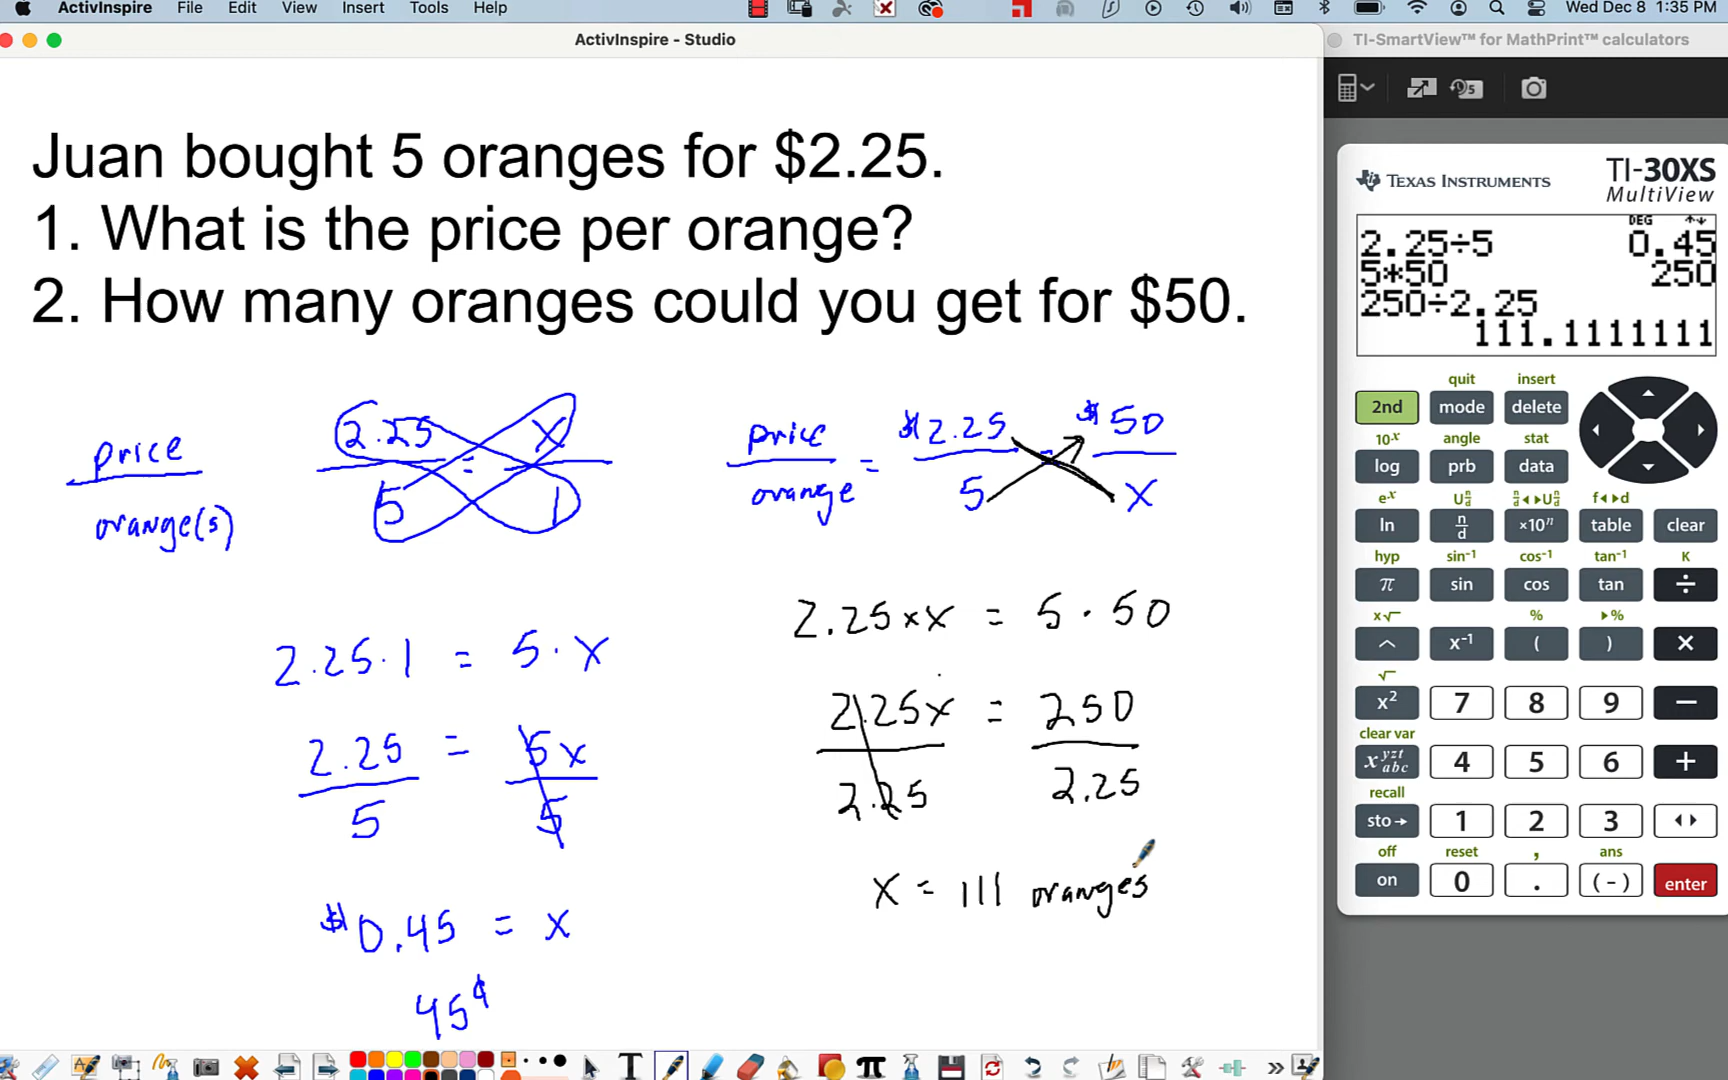 ActivInspire File Edit View Insert Tools Help Wed Dec 8 1:35 PM
ActivInspire - Studio
TI-SmartView™ for MathPrint™ calculators
Juan bought 5 oranges for $2.25.
1. What is the price per orange?
2. How many oranges could you get for $50.
price
orange(s)
2.25 = x
5 1
2.25·1 = 5·x
2.25 = 5x
5 5
$0.45 = x
45¢
price = $2.25 = $50
orange 5 x
2.25×x = 5·50
2.25x = 250
2.25 2.25
x = 111 oranges
TEXAS INSTRUMENTS TI-30XS
MultiView
DEG
2.25÷5 0.45
5*50 250
250÷2.25
111.1111111
quit insert
2nd mode delete
10ˣ angle stat
log prb data
eˣ U n/d n/d◄►U n/d f◄►d
ln n/d ×10ⁿ table clear
hyp sin⁻¹ cos⁻¹ tan⁻¹ K
π sin cos tan ÷
x√ % ►%
^ x⁻¹ ( ) ×
√
x² 7 8 9 −
clear var
x yzt abc 4 5 6 +
recall
sto→ 1 2 3 ◄►
off reset , ans
on 0 . (-) enter